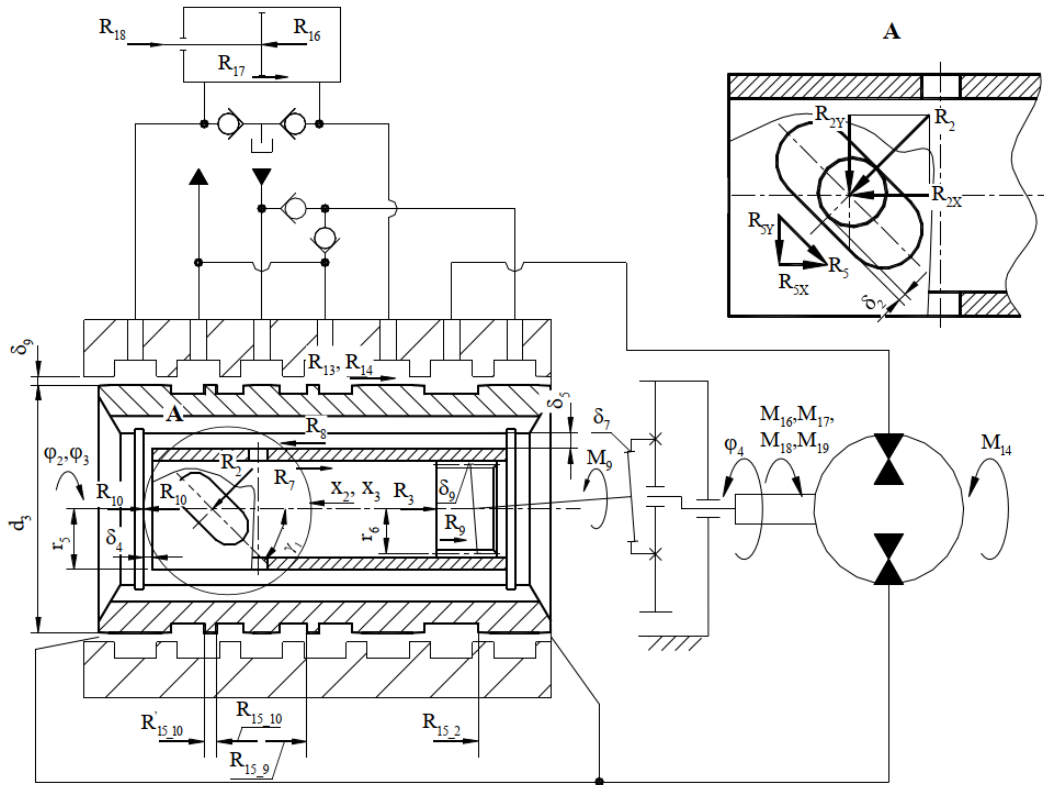 R18
R16
R17
A
R2Y
R2
R2X
R5Y
R5
R5X
δ2
δ9
R13, R14
A
δ5
R8
δ7
M16,M17,
M18,M19
φ2,φ3
R2
R7
M9
φ4
M14
R10
R10
X2, X3
R3
δ9
d3
r5
δ4
γ1
r6
R9
R'15_10
R15_10
R15_9
R15_2